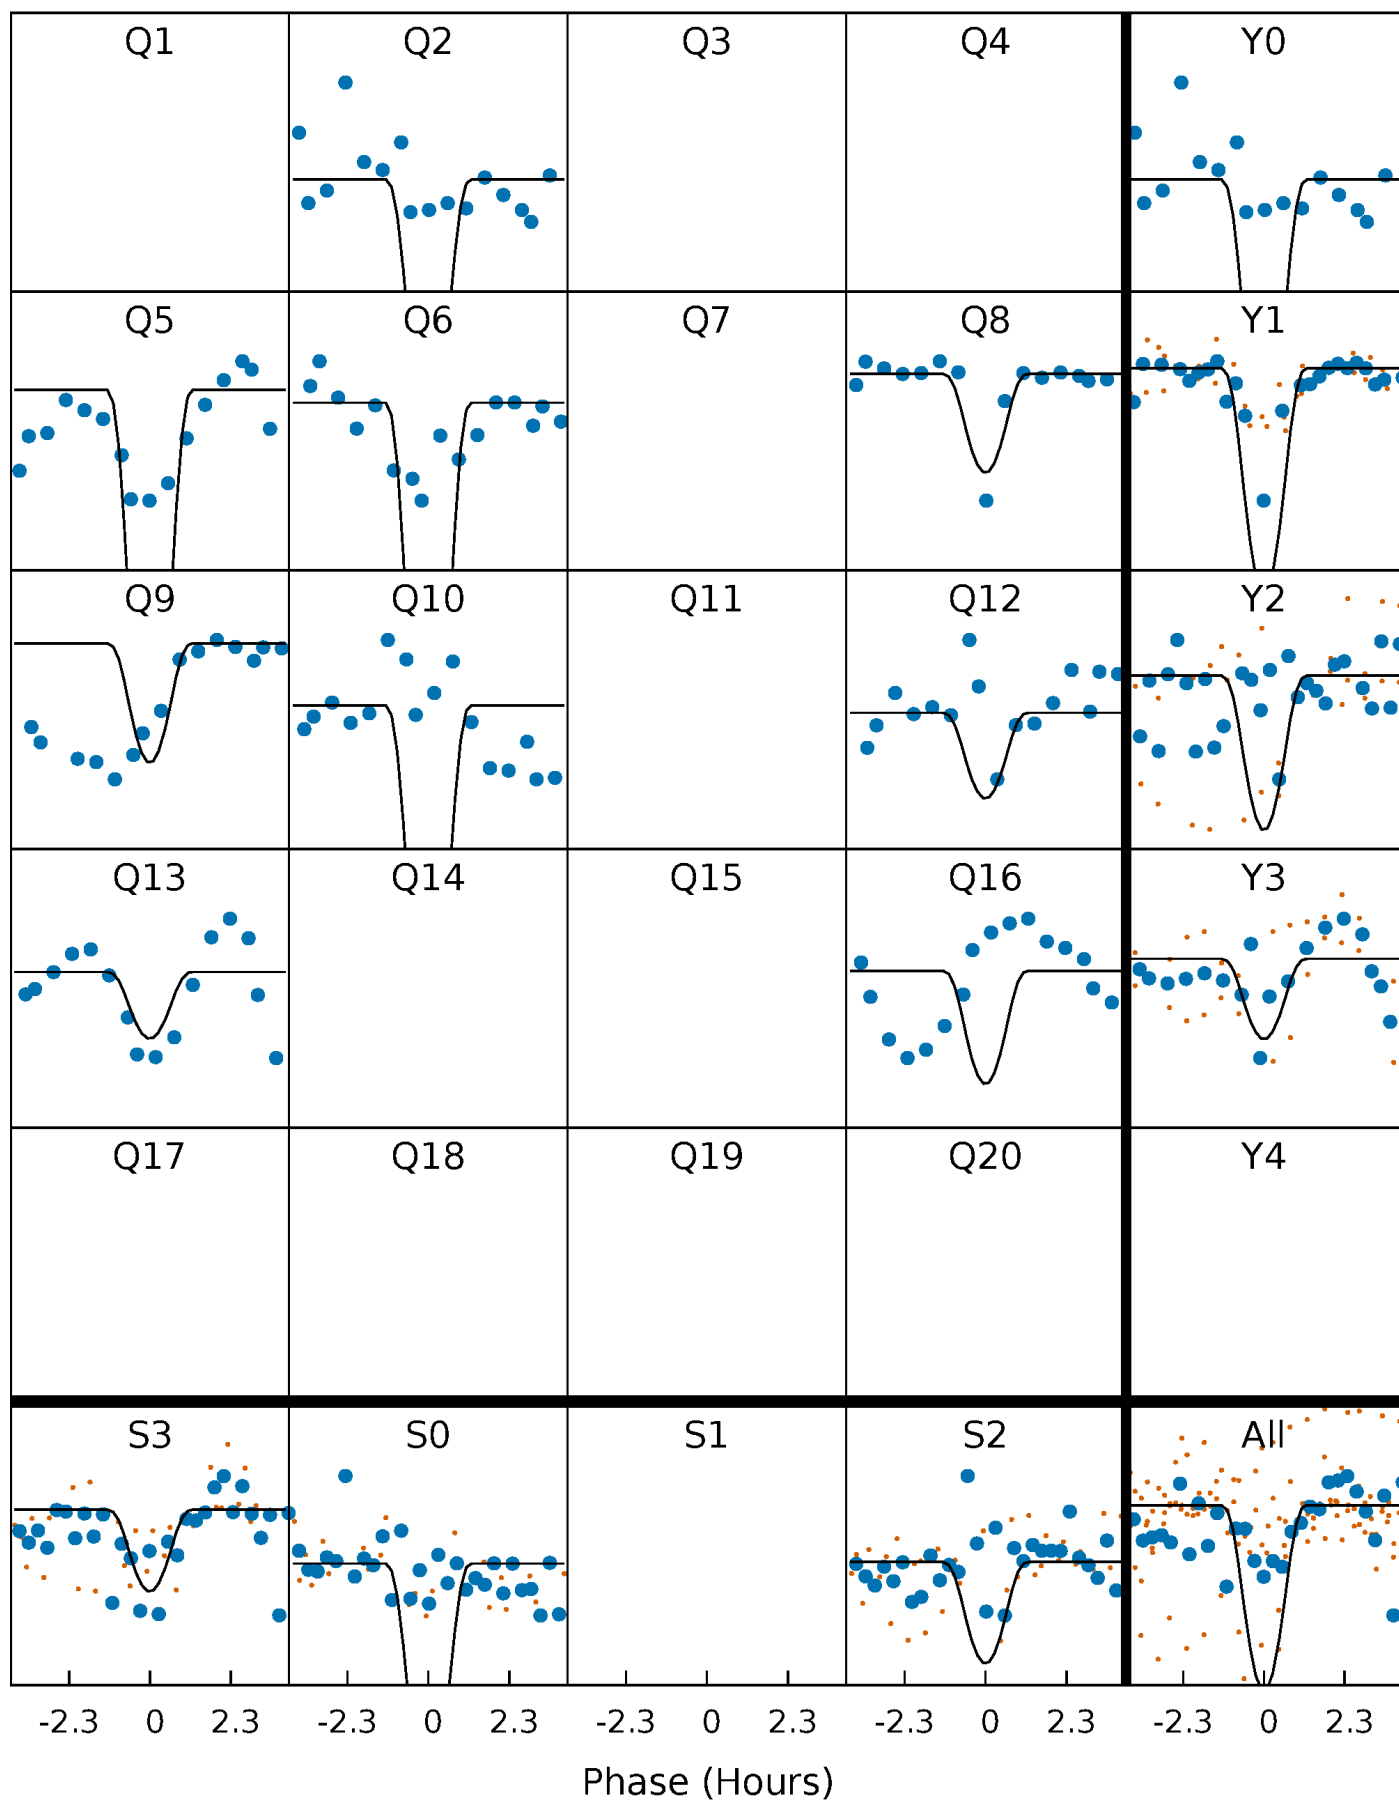 Q1 Q2 Q3 Q4 Y0
Q5 Q6 Q7 Q8 Y1
Q9 Q10 Q11 Q12 Y2
Q13 Q14 Q15 Q16 Y3
Q17 Q18 Q19 Q20 Y4
S3 S0 S1 S2 All
-2.3 0 2.3 -2.3 0 2.3 -2.3 0 2.3 -2.3 0 2.3 -2.3 0 2.3
Phase (Hours)